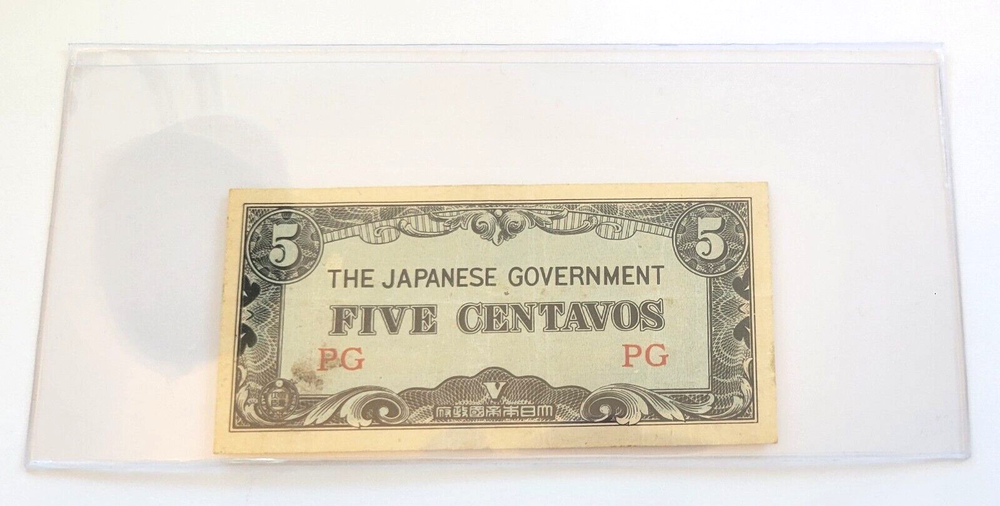 5 5
THE JAPANESE GOVERNMENT
FIVE CENTAVOS
PG PG
V
大日本帝國政府